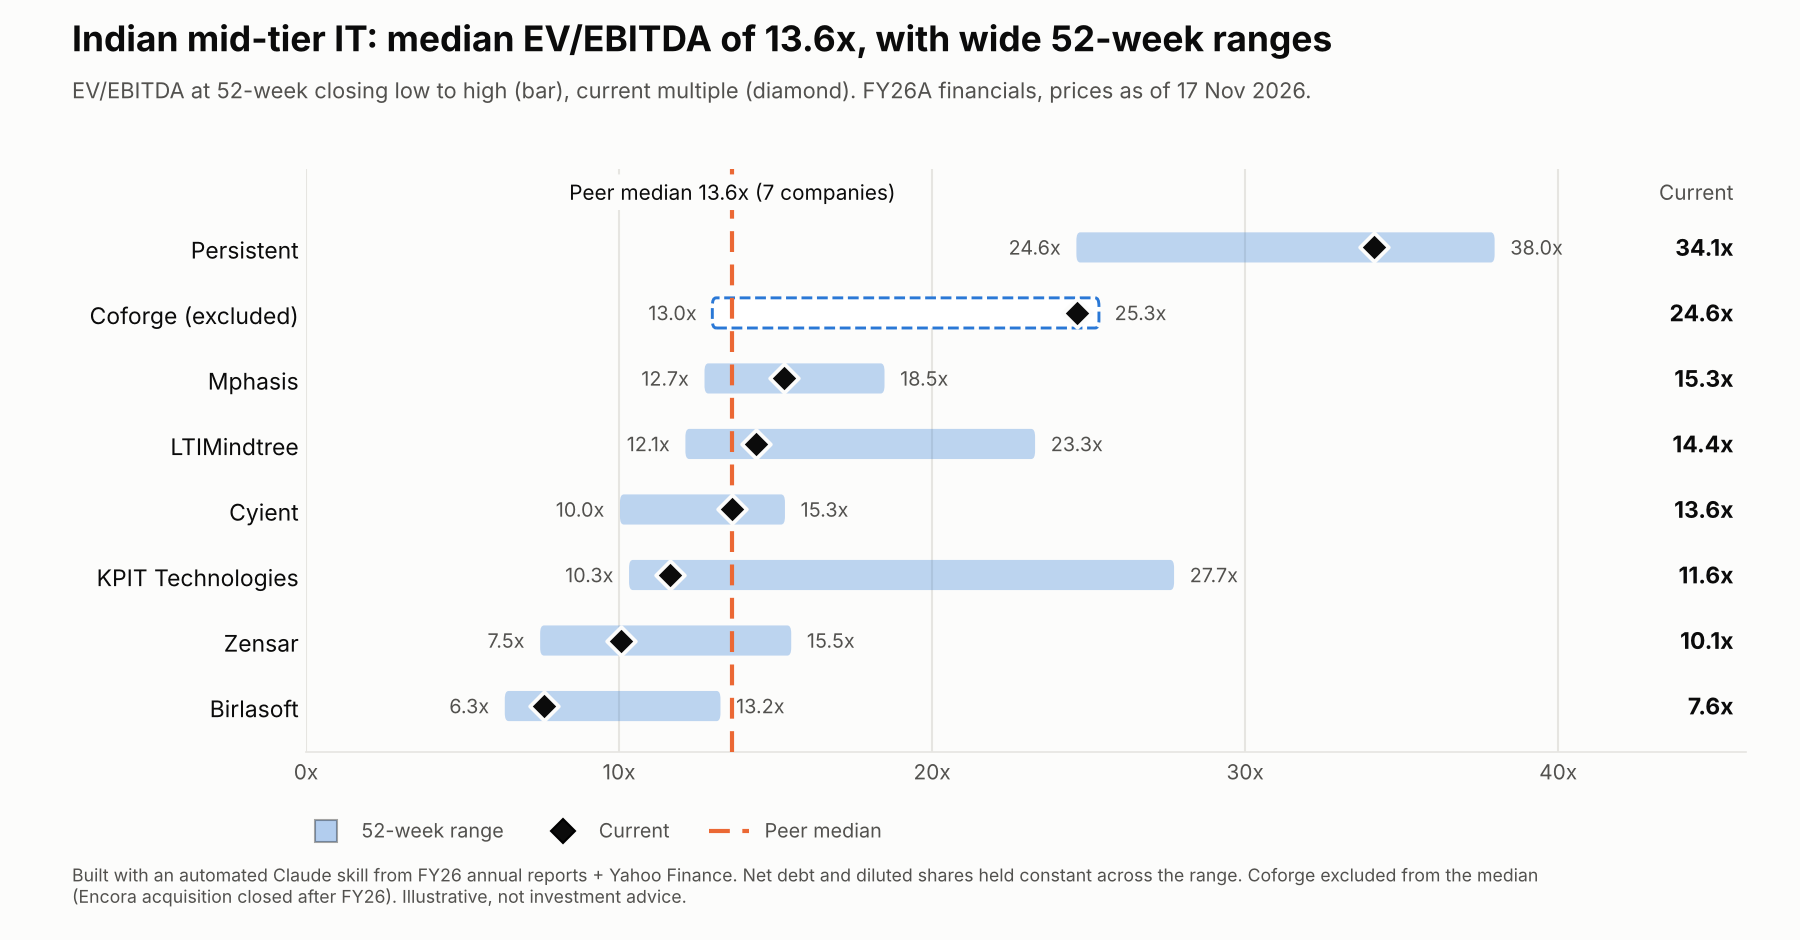 Indian mid-tier IT: median EV/EBITDA of 13.6x, with wide 52-week ranges
EV/EBITDA at 52-week closing low to high (bar), current multiple (diamond). FY26A financials, prices as of 17 Nov 2026.
Peer median 13.6x (7 companies) Current
Persistent 24.6x 38.0x 34.1x
Coforge (excluded) 13.0x 25.3x 24.6x
Mphasis 12.7x 18.5x 15.3x
LTIMindtree 12.1x 23.3x 14.4x
Cyient 10.0x 15.3x 13.6x
KPIT Technologies 10.3x 27.7x 11.6x
Zensar 7.5x 15.5x 10.1x
Birlasoft 6.3x 13.2x 7.6x
0x 10x 20x 30x 40x
52-week range Current Peer median
Built with an automated Claude skill from FY26 annual reports + Yahoo Finance. Net debt and diluted shares held constant across the range. Coforge excluded from the median
(Encora acquisition closed after FY26). Illustrative, not investment advice.